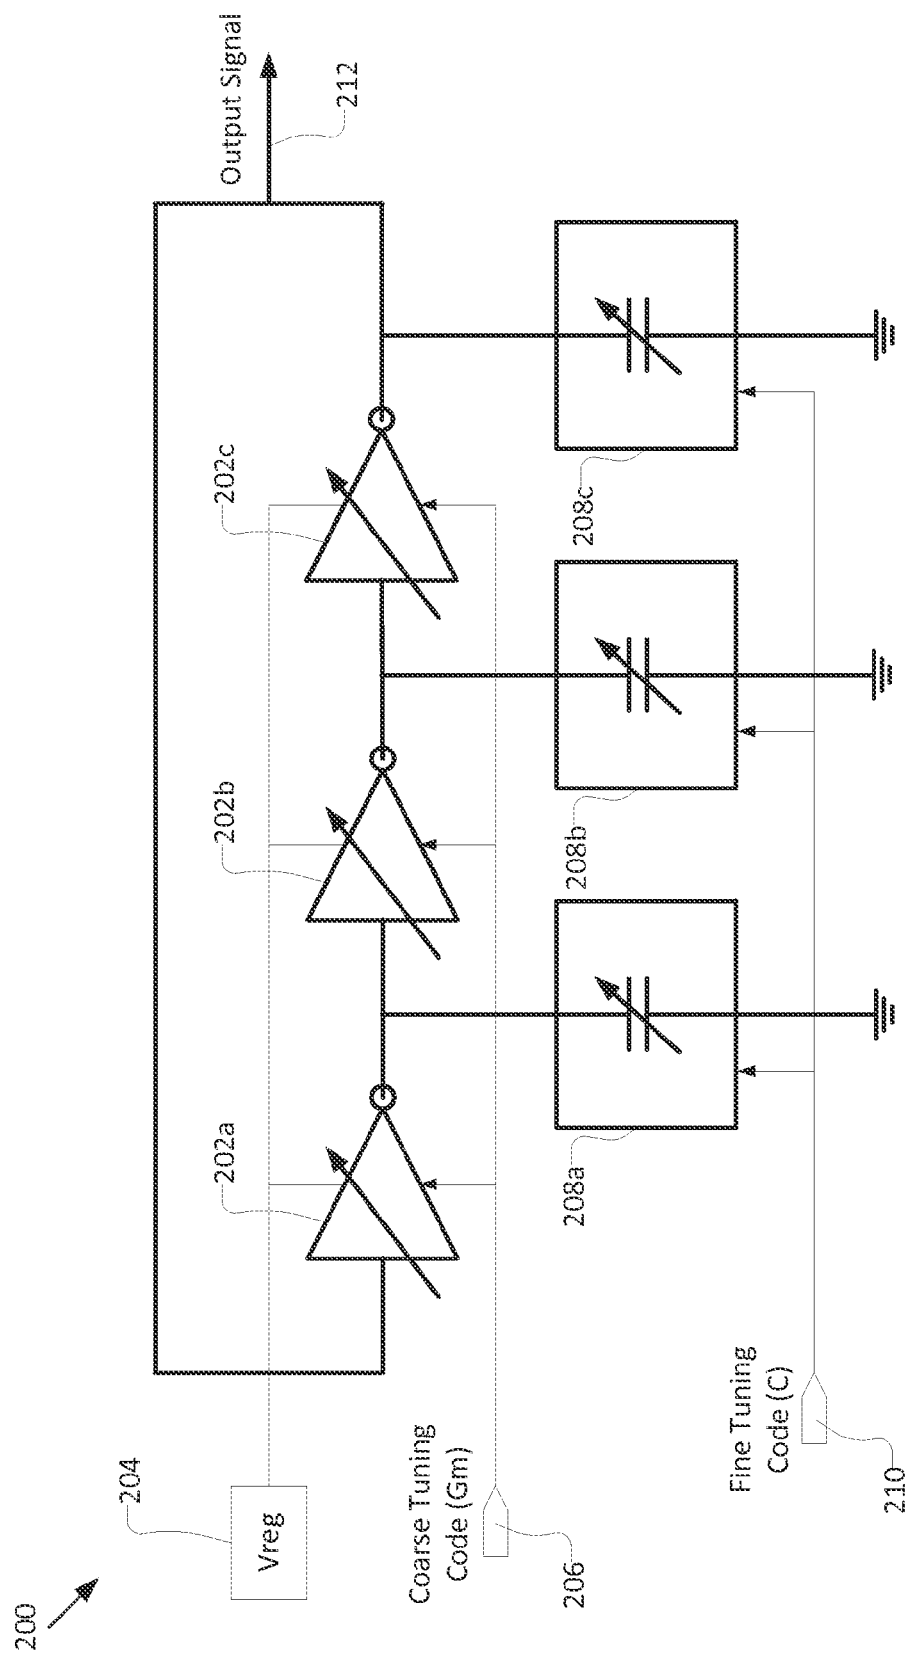 200
204
Vreg
Coarse Tuning
Code (Gm)
206
Fine Tuning
Code (C)
210
202a
202b
202c
208a
208b
208c
Output Signal
212